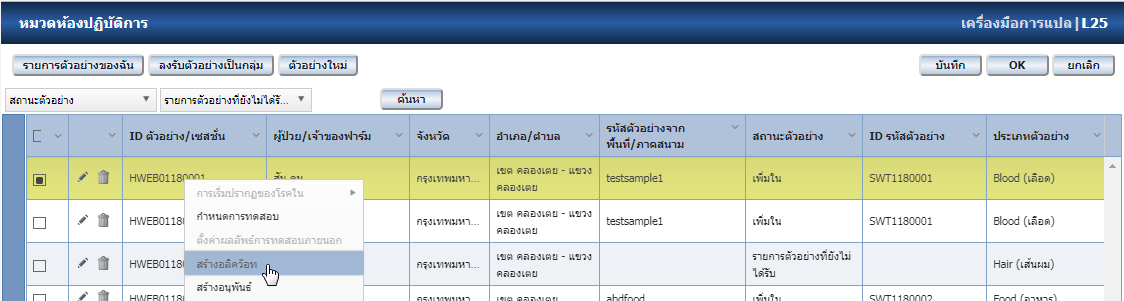 หมวดห้องปฏิบัติการ
เครื่องมือการแปล|L25
รายการตัวอย่างของฉัน ลงรับตัวอย่างเป็นกลุ่ม ตัวอย่างใหม่ บันทึก OK ยกเลิก
สถานะตัวอย่าง รายการตัวอย่างที่ยังไม่ได้รั... ค้นหา
ID ตัวอย่าง/เซสชั่น ผู้ป่วย/เจ้าของฟาร์ม จังหวัด อำเภอ/ตำบล รหัสตัวอย่างจาก พื้นที่/ภาคสนาม สถานะตัวอย่าง ID รหัสตัวอย่าง ประเภทตัวอย่าง
HWEB01180001 กรุงเทพมหา... เขต คลองเตย - แขวง คลองเตย testsample1 เพิ่มใน SWT1180001 Blood (เลือด)
HWEB01180 กรุงเทพมหา... เขต คลองเตย - แขวง คลองเตย testsample1 เพิ่มใน SWT1180001 Blood (เลือด)
HWEB0118 กรุงเทพมหา... เขต คลองเตย - แขวง คลองเตย รายการตัวอย่างที่ยังไม่ ได้รับ Hair (เส้นผม)
HWEB0118 กรุงเทพมหา... เขต คลองเตย - แขวง abdfood เพิ่มใน SWT1180002 Food (อาหาร)
การเริ่มปรากฏของโรคใน
กำหนดการทดสอบ
ตั้งค่าผลลัพธ์การทดสอบภายนอก
สร้างอลิควือท
สร้างอนุพันธ์